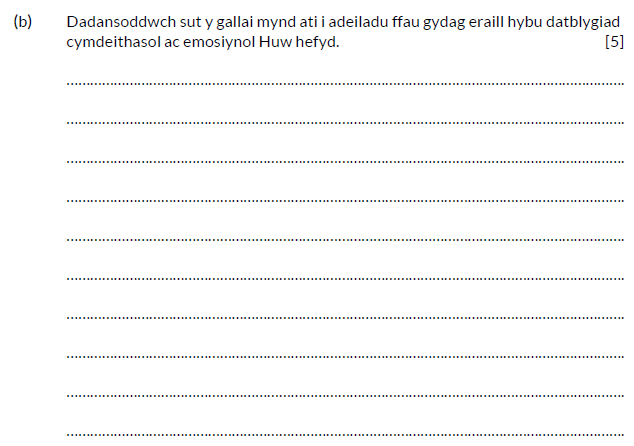 (b) Dadansoddwch sut y gallai mynd ati i adeiladu ffau gydag eraill hybu datblygiad
cymdeithasol ac emosiynol Huw hefyd. [5]